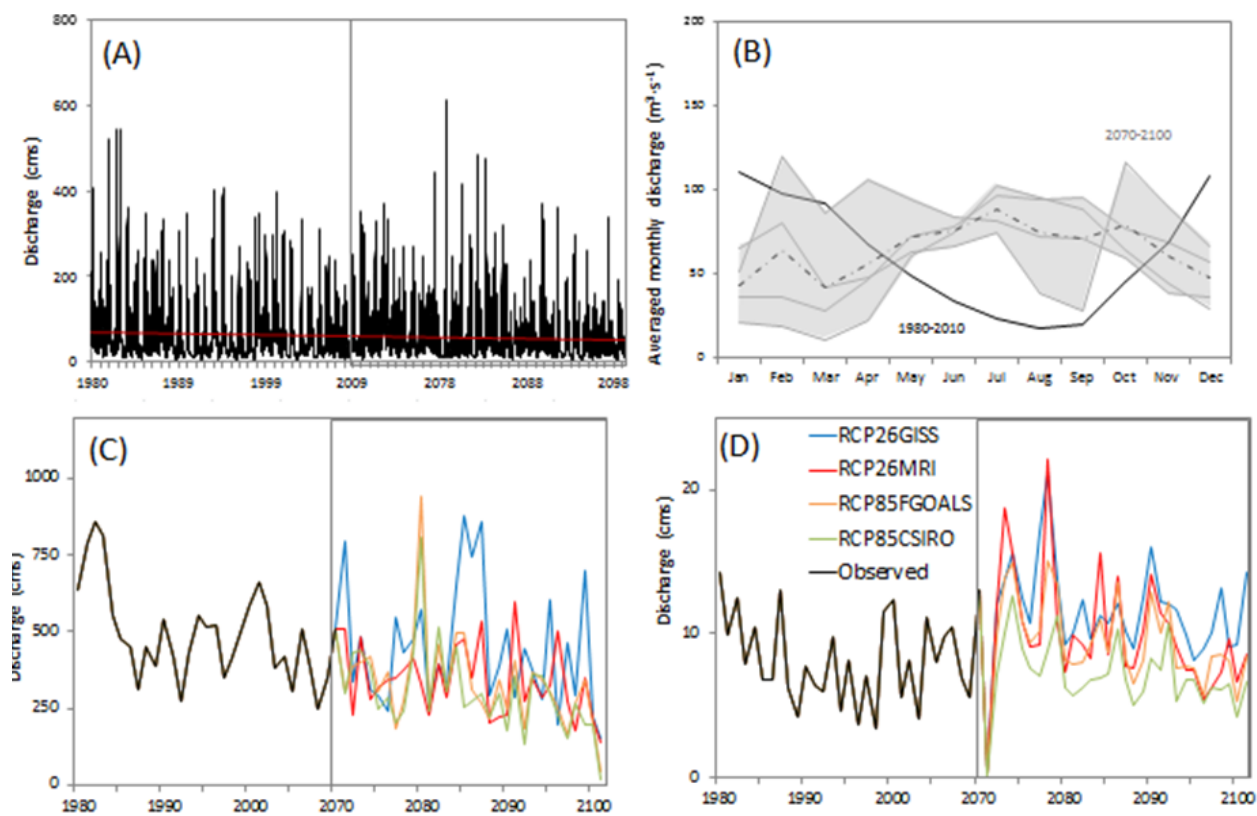 (A)
Discharge (cms)
800
600
400
200
0
1980 1989 1999 2009 2078 2088 2098
(B)
Averaged monthly discharge (m³·s⁻¹)
200
150
100
50
0
2070-2100
1980-2010
Jan Feb Mar Apr May Jun Jul Aug Sep Oct Nov Dec
(C)
Discharge (cms)
1000
750
500
250
0
1980 1990 2000 2070 2080 2090 2100
(D)
Discharge (cms)
20
10
0
RCP26GISS
RCP26MRI
RCP85FGOALS
RCP85CSIRO
Observed
1980 1990 2000 2070 2080 2090 2100